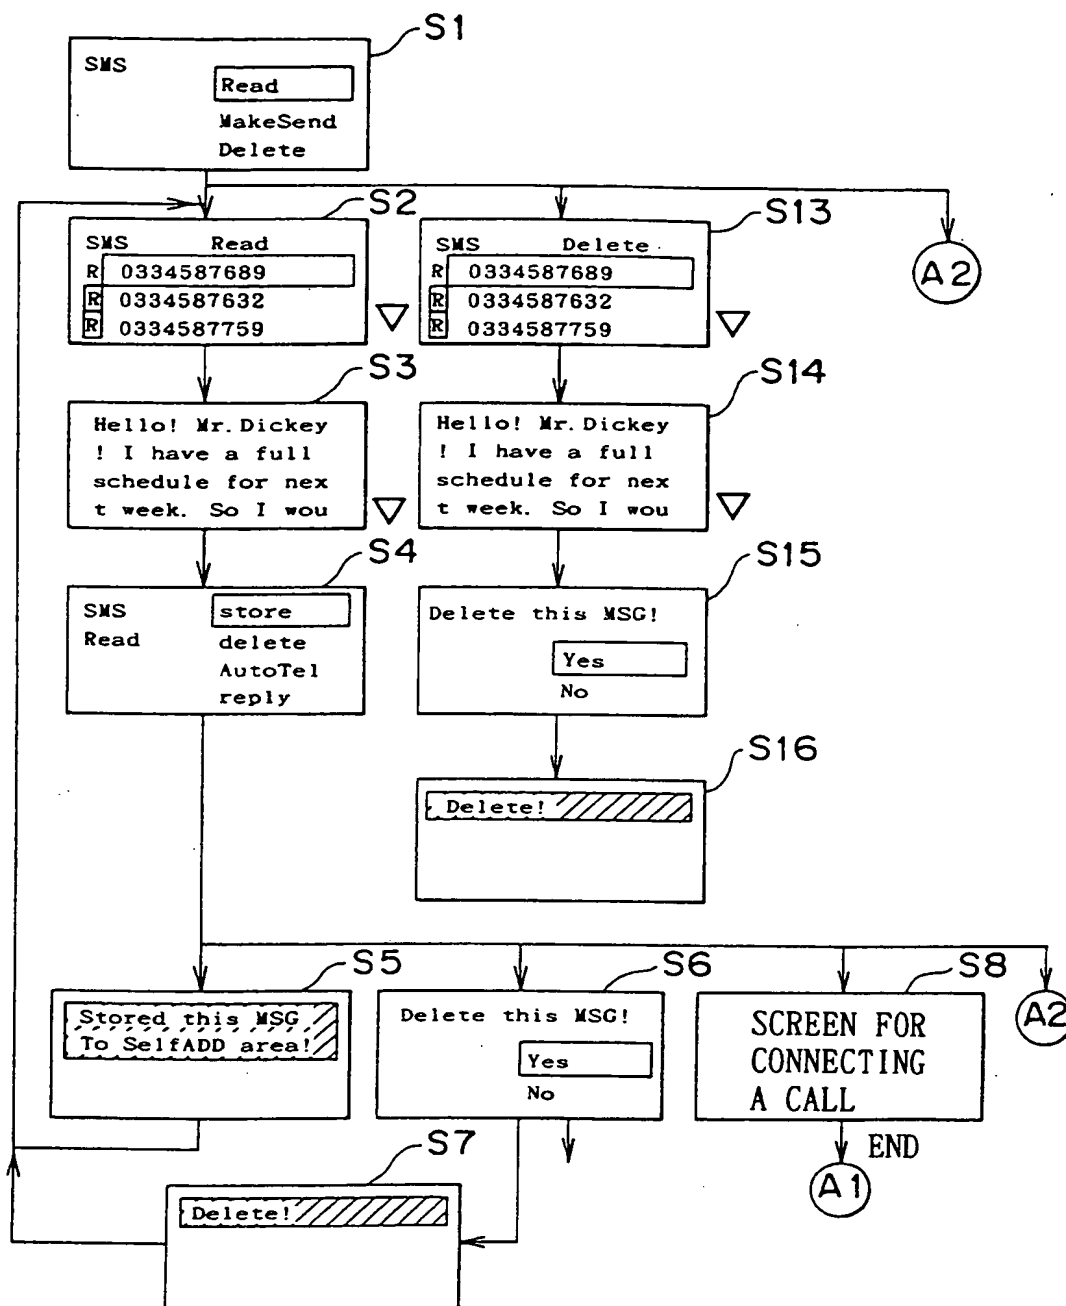 S1
SMS
Read
MakeSend
Delete
S2
SMS Read
R 0334587689
R 0334587632
R 0334587759
S13
SMS Delete
R 0334587689
R 0334587632
R 0334587759
A2
S3
Hello! Mr. Dickey
! I have a full
schedule for nex
t week. So I wou
S14
Hello! Mr. Dickey
! I have a full
schedule for nex
t week. So I wou
S4
SMS store
Read delete
AutoTel
reply
S15
Delete this MSG!
Yes
No
S16
Delete!
S5
Stored this MSG
To SelfADD area!
S6
Delete this MSG!
Yes
No
S8
SCREEN FOR
CONNECTING
A CALL
A2
END
A1
S7
Delete!